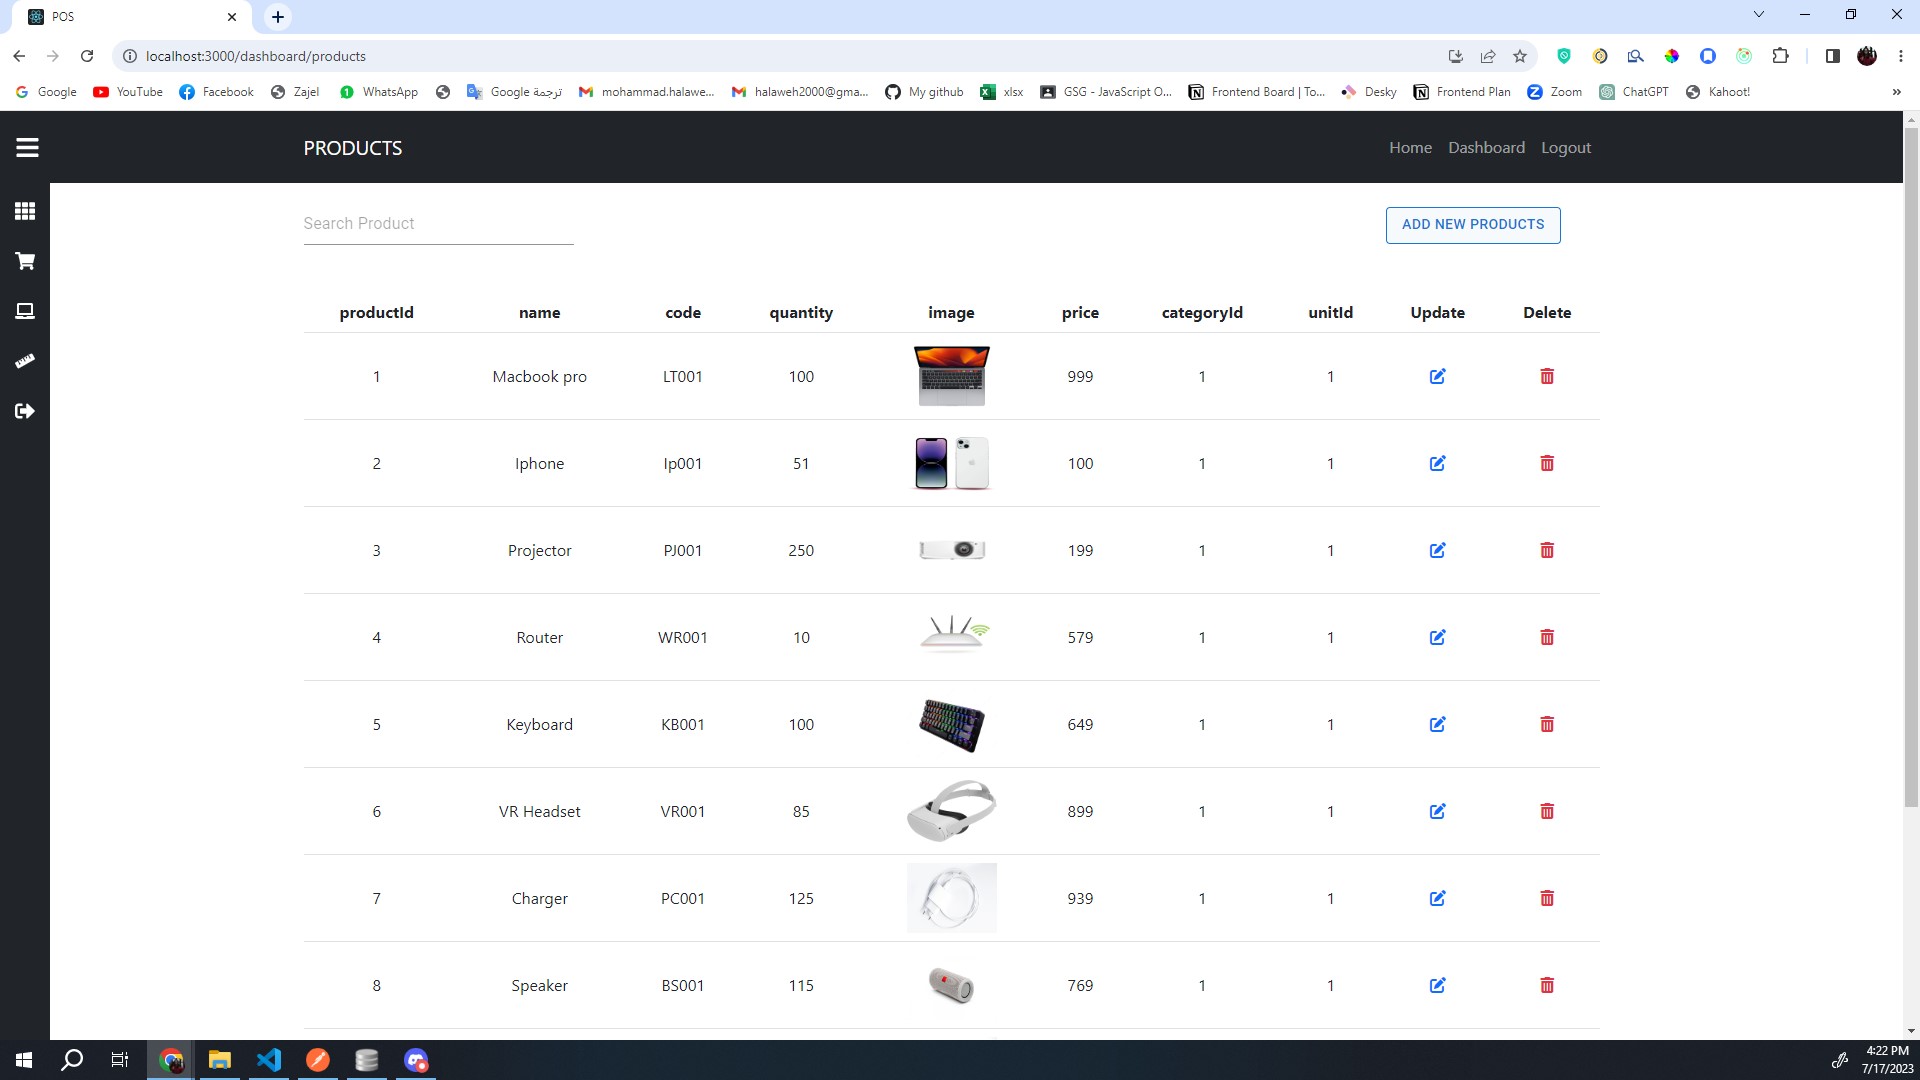 POS
localhost:3000/dashboard/products
Google YouTube Facebook Zajel WhatsApp Google ترجمة mohammad.halawe... halaweh2000@gma... My github xlsx GSG - JavaScript O... Frontend Board | To... Desky Frontend Plan Zoom ChatGPT Kahoot! »
PRODUCTS Home Dashboard Logout
Search Product ADD NEW PRODUCTS
productId name code quantity image price categoryId unitId Update Delete
1 Macbook pro LT001 100 999 1 1
2 Iphone Ip001 51 100 1 1
3 Projector PJ001 250 199 1 1
4 Router WR001 10 579 1 1
5 Keyboard KB001 100 649 1 1
6 VR Headset VR001 85 899 1 1
7 Charger PC001 125 939 1 1
8 Speaker BS001 115 769 1 1
4:22 PM
7/17/2023